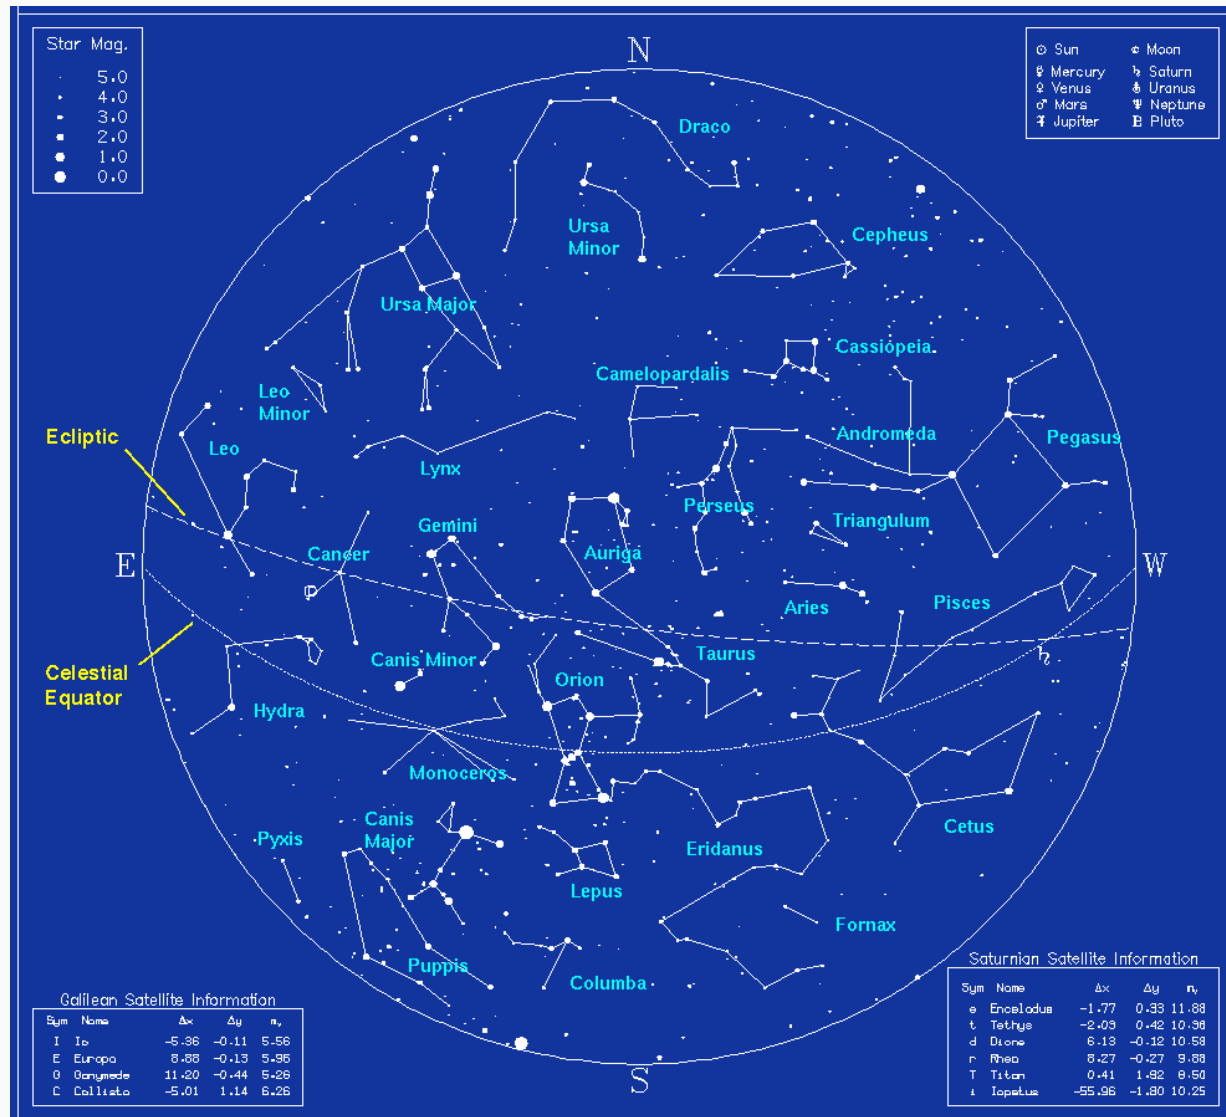 Star Mag.
5.0
4.0
3.0
2.0
1.0
0.0
N
☉ Sun ☾ Moon
☿ Mercury ♄ Saturn
♀ Venus ♅ Uranus
♂ Mars ♆ Neptune
♃ Jupiter P Pluto
Draco
Ursa
Minor
Cepheus
Ursa Major
Cassiopeia
Camelopardalis
Leo
Minor
Ecliptic
Leo
Lynx
Andromeda
Pegasus
Perseus
Triangulum
Gemini
Cancer
Auriga
E
W
Aries
Pisces
Canis Minor
Taurus
Celestial
Equator
Orion
Hydra
Monoceros
Canis
Major
Pyxis
Cetus
Eridanus
Lepus
Fornax
Puppis
Columba
S
Galilean Satellite Information
Sym Name Δx Δy m,
I Io -5.36 -0.11 5.56
E Europa 8.88 -0.13 5.95
G Ganymede 11.20 -0.44 5.26
C Callisto -5.01 1.14 6.26
Saturnian Satellite Information
Sym Name Δx Δy m,
e Enceladus -1.77 0.33 11.88
t Tethys -2.09 0.42 10.36
d Dione 6.13 -0.12 10.58
r Rhea 8.27 -0.27 9.88
T Titan 0.41 1.92 8.50
i Iapetus -55.96 -1.80 10.25